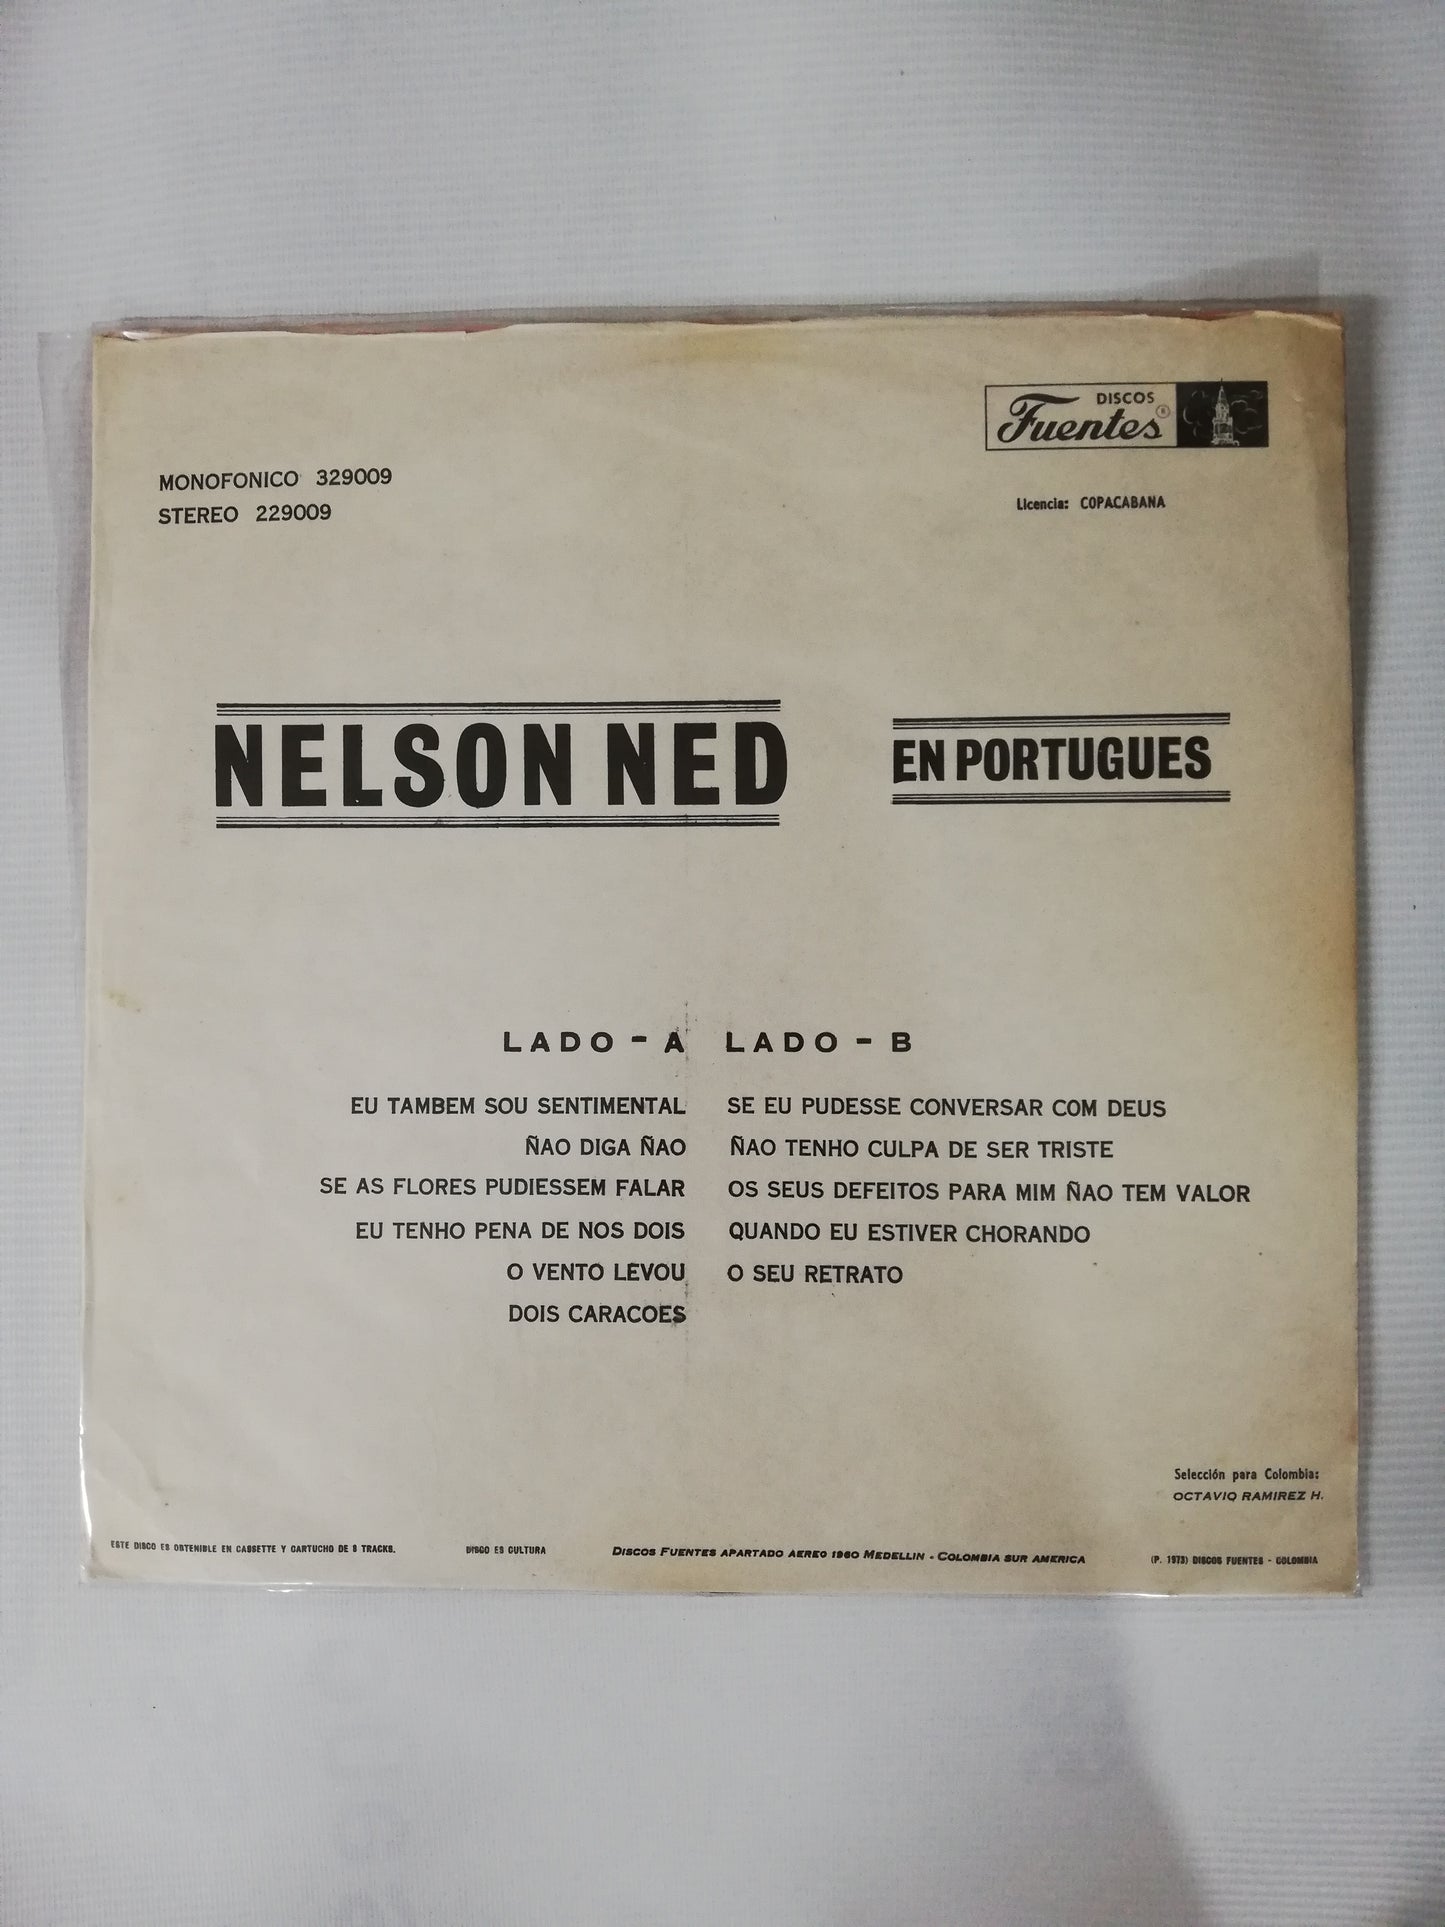 DISCOS
Fuentes
MONOFONICO 329009
STEREO 229009
Licencia: COPACABANA
NELSON NED
EN PORTUGUES
LADO - A
EU TAMBEM SOU SENTIMENTAL
ÑAO DIGA ÑAO
SE AS FLORES PUDIESSEM FALAR
EU TENHO PENA DE NOS DOIS
O VENTO LEVOU
DOIS CARACOES
LADO - B
SE EU PUDESSE CONVERSAR COM DEUS
ÑAO TENHO CULPA DE SER TRISTE
OS SEUS DEFEITOS PARA MIM ÑAO TEM VALOR
QUANDO EU ESTIVER CHORANDO
O SEU RETRATO
Selección para Colombia:
OCTAVIO RAMIREZ H.
ESTE DISCO ES OBTENIBLE EN CASSETTE Y CARTUCHO DE 8 TRACKS.
DISCO ES CULTURA
DISCOS FUENTES APARTADO AEREO 1960 MEDELLIN - COLOMBIA SUR AMERICA
(P. 1973) DISCOS FUENTES - COLOMBIA